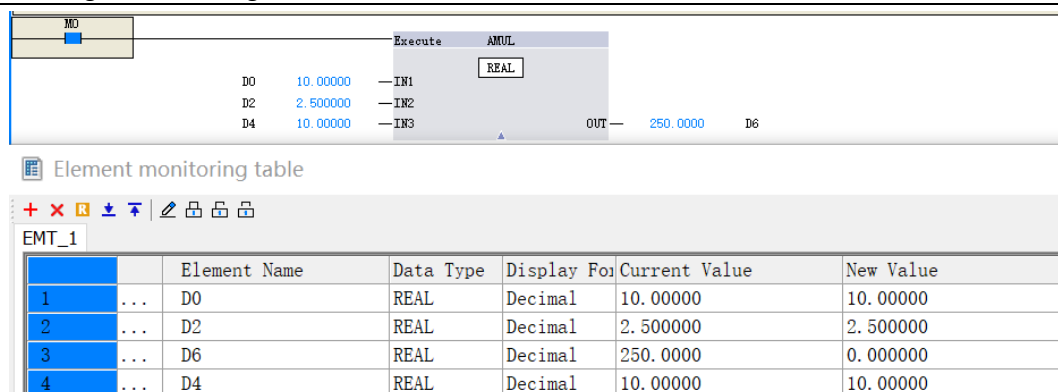 M0
Execute AMUL
REAL
D0 10.00000 IN1
D2 2.500000 IN2
D4 10.00000 IN3 OUT 250.0000 D6
Element monitoring table
R
EMT_1
Element Name Data Type Display For Current Value New Value
1 ... D0 REAL Decimal 10.00000 10.00000
2 ... D2 REAL Decimal 2.500000 2.500000
3 ... D6 REAL Decimal 250.0000 0.000000
4 ... D4 REAL Decimal 10.00000 10.00000